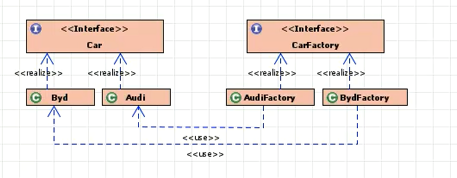 I <<Interface>>
Car
I <<Interface>>
CarFactory
<<realize>> <<realize>> <<realize>> <<realize>>
C Byd
C Audi
C AudiFactory
C BydFactory
<<use>>
<<use>>